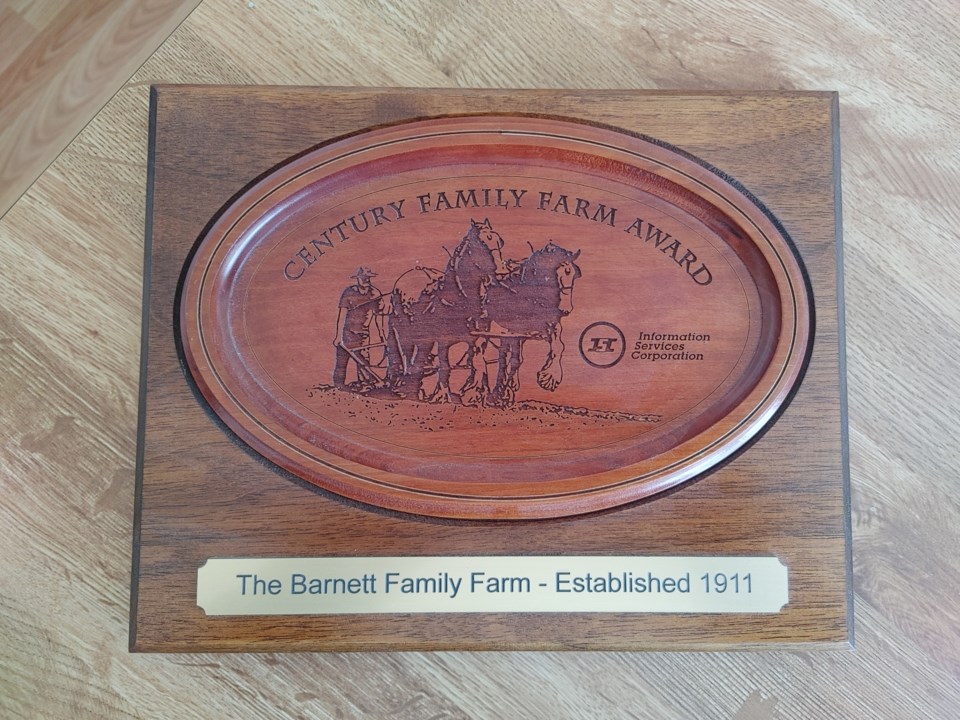 CENTURY FAMILY FARM AWARD
Information
Services
Corporation
The Barnett Family Farm - Established 1911